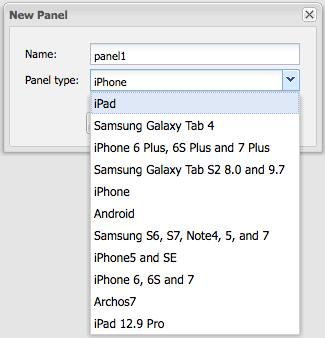 New Panel
Name:
panel1
Panel type:
iPhone
iPad
Samsung Galaxy Tab 4
iPhone 6 Plus, 6S Plus and 7 Plus
Samsung Galaxy Tab S2 8.0 and 9.7
iPhone
Android
Samsung S6, S7, Note4, 5, and 7
iPhone5 and SE
iPhone 6, 6S and 7
Archos7
iPad 12.9 Pro